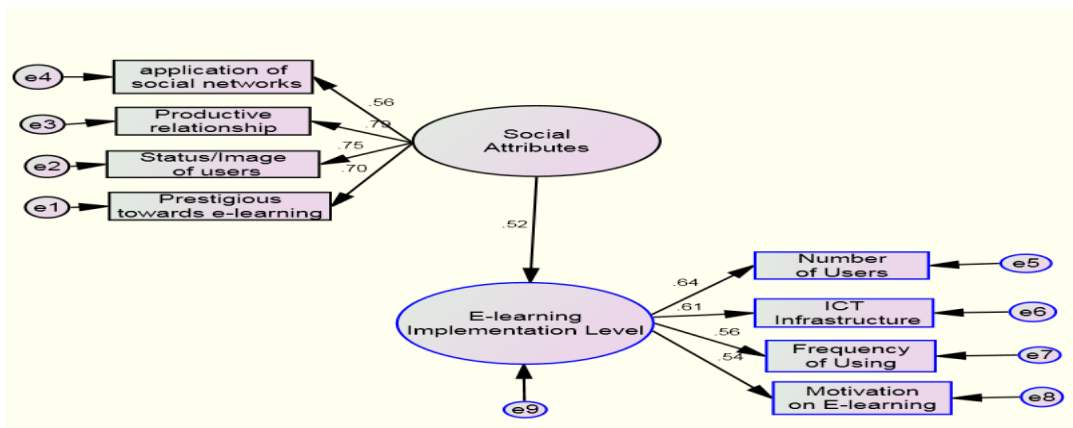 e4
application of
social networks
.56
e3
Productive
relationship
.79
e2
Status/Image
of users
.75
e1
Prestigious
towards e-learning
.70
Social
Attributes
.52
E-learning
Implementation Level
e9
.64
Number
of Users
e5
.61
ICT
Infrastructure
e6
.56
Frequency
of Using
e7
.54
Motivation
on E-learning
e8